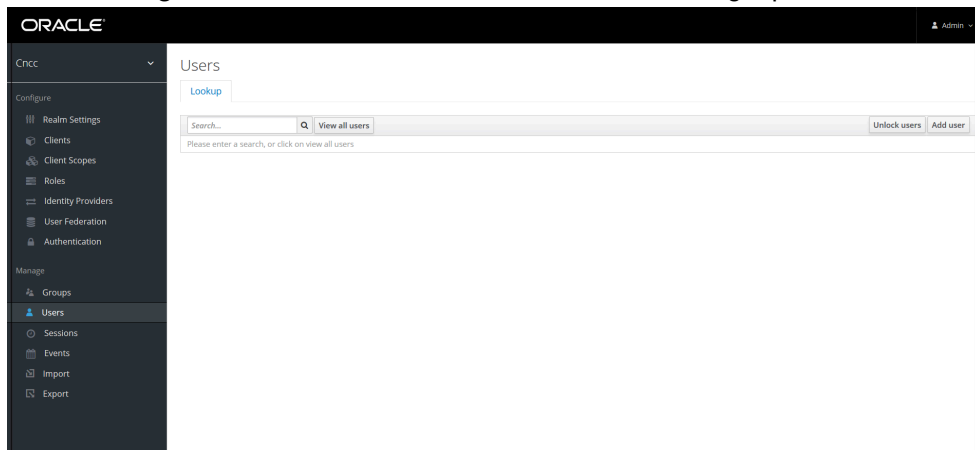 ORACLE
Admin
Cncc
Users
Lookup
Configure
Realm Settings
Search...
View all users
Unlock users
Add user
Clients
Please enter a search, or click on view all users
Client Scopes
Roles
Identity Providers
User Federation
Authentication
Manage
Groups
Users
Sessions
Events
Import
Export